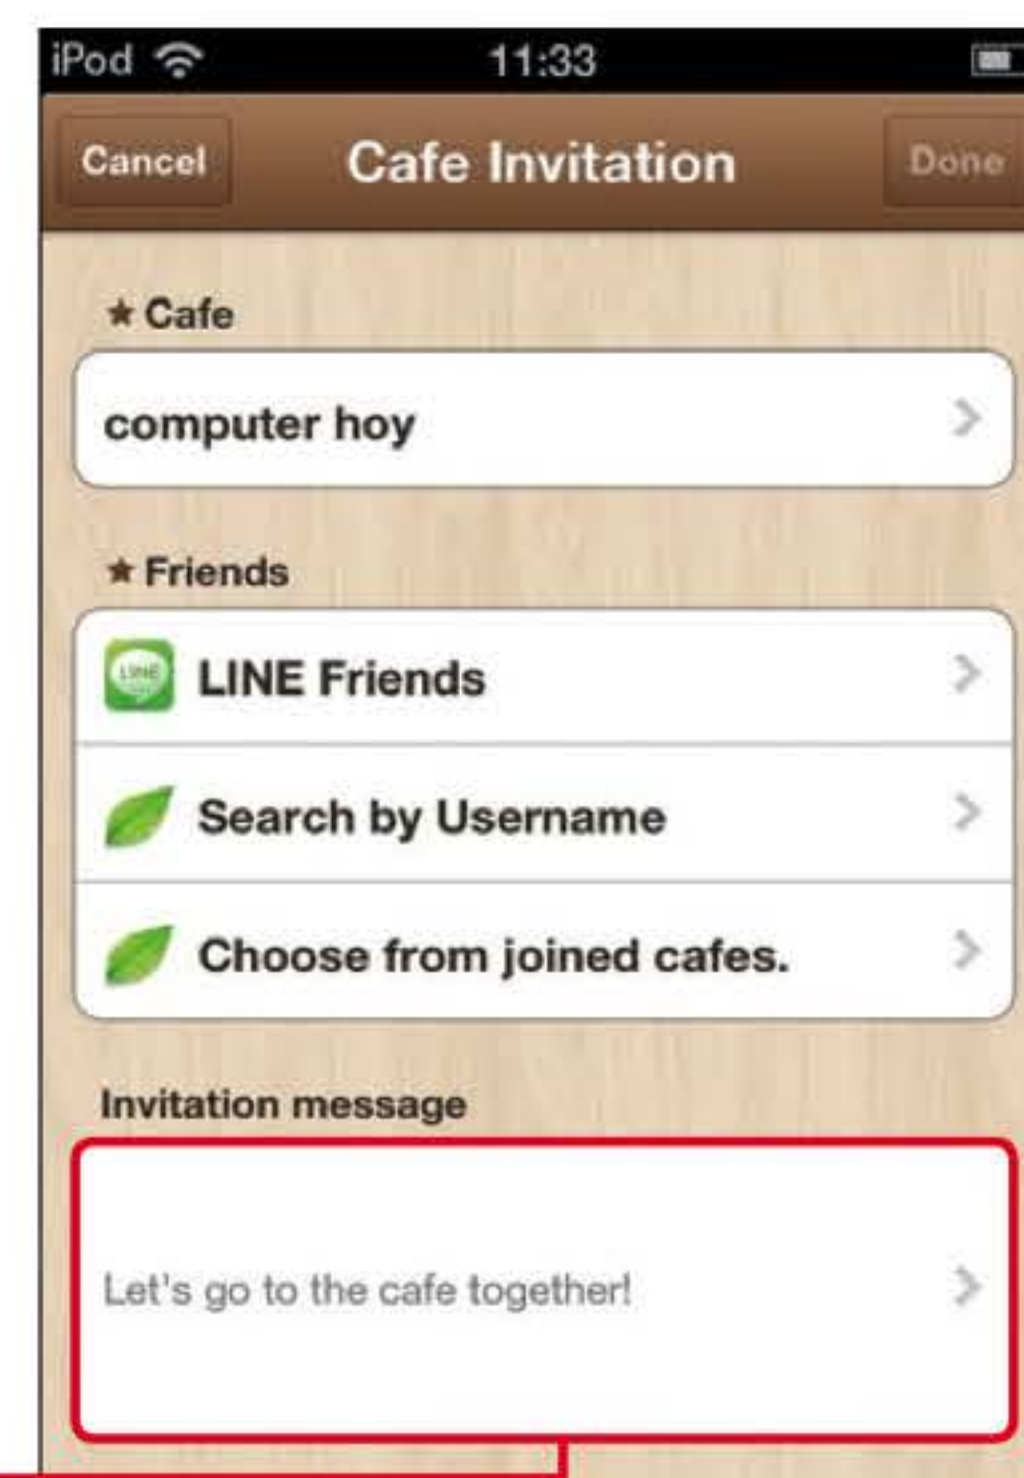 iPod 11:33
Cancel Cafe Invitation Done
★ Cafe
computer hoy
★ Friends
LINE LINE Friends
Search by Username
Choose from joined cafes.
Invitation message
Let's go to the cafe together!